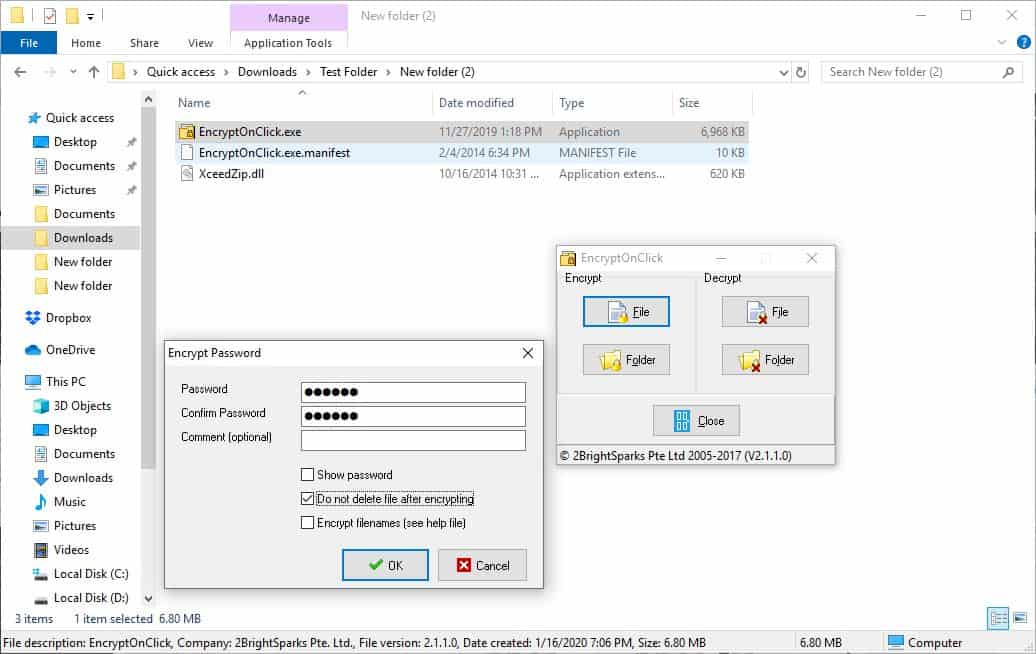 Manage
New folder (2)
File
Home
Share
View
Application Tools
Quick access
Downloads
Test Folder
New folder (2)
Search New folder (2)
Name
Date modified
Type
Size
EncryptOnClick.exe
11/27/2019 1:18 PM
Application
6,968 KB
EncryptOnClick.exe.manifest
2/4/2014 6:34 PM
MANIFEST File
10 KB
XceedZip.dll
10/16/2014 10:31 ...
Application extens...
620 KB
Quick access
Desktop
Documents
Pictures
Documents
Downloads
New folder
New folder
Dropbox
OneDrive
This PC
3D Objects
Desktop
Documents
Downloads
Music
Pictures
Videos
Local Disk (C:)
Local Disk (D:)
EncryptOnClick
Encrypt
Decrypt
File
File
Folder
Folder
Close
© 2BrightSparks Pte Ltd 2005-2017 (V2.1.1.0)
Encrypt Password
Password
Confirm Password
Comment (optional)
Show password
Do not delete file after encrypting
Encrypt filenames (see help file)
OK
Cancel
3 items
1 item selected
6.80 MB
File description: EncryptOnClick, Company: 2BrightSparks Pte. Ltd., File version: 2.1.1.0, Date created: 1/16/2020 7:06 PM, Size: 6.80 MB
6.80 MB
Computer